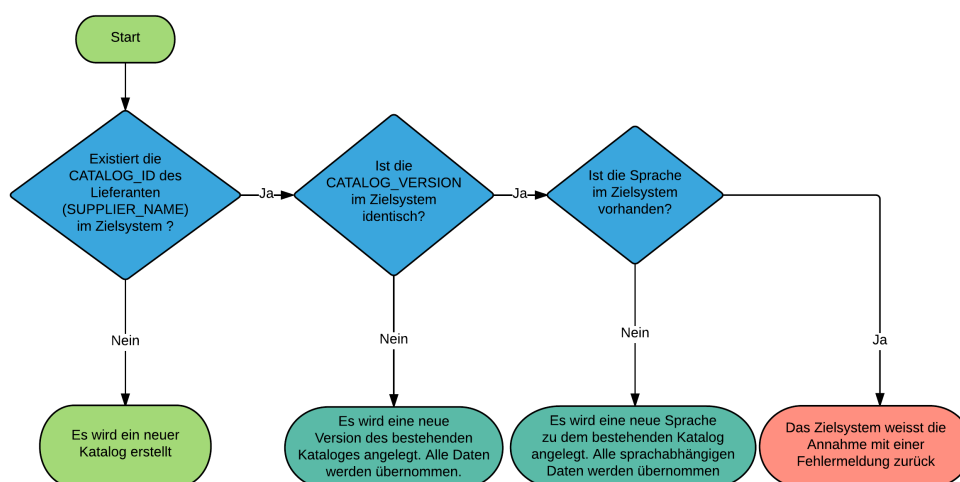 Start
Existiert die
CATALOG_ID des
Lieferanten
(SUPPLIER_NAME)
im Zielsystem ?
Ja
Ist die
CATALOG_VERSION
im Zielsystem
identisch?
Ja
Ist die Sprache
im Zielsystem
vorhanden?
Nein
Nein
Nein
Ja
Es wird ein neuer
Katalog erstellt
Es wird eine neue
Version des bestehenden
Kataloges angelegt. Alle Daten
werden übernommen.
Es wird eine neue Sprache
zu dem bestehenden Katalog
angelegt. Alle sprachabhängigen
Daten werden übernommen
Das Zielsystem weisst die
Annahme mit einer
Fehlermeldung zurück